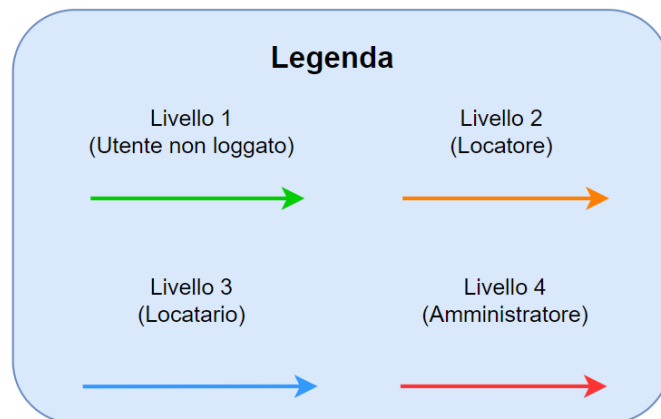 Legenda
Livello 1
(Utente non loggato)
Livello 2
(Locatore)
Livello 3
(Locatario)
Livello 4
(Amministratore)